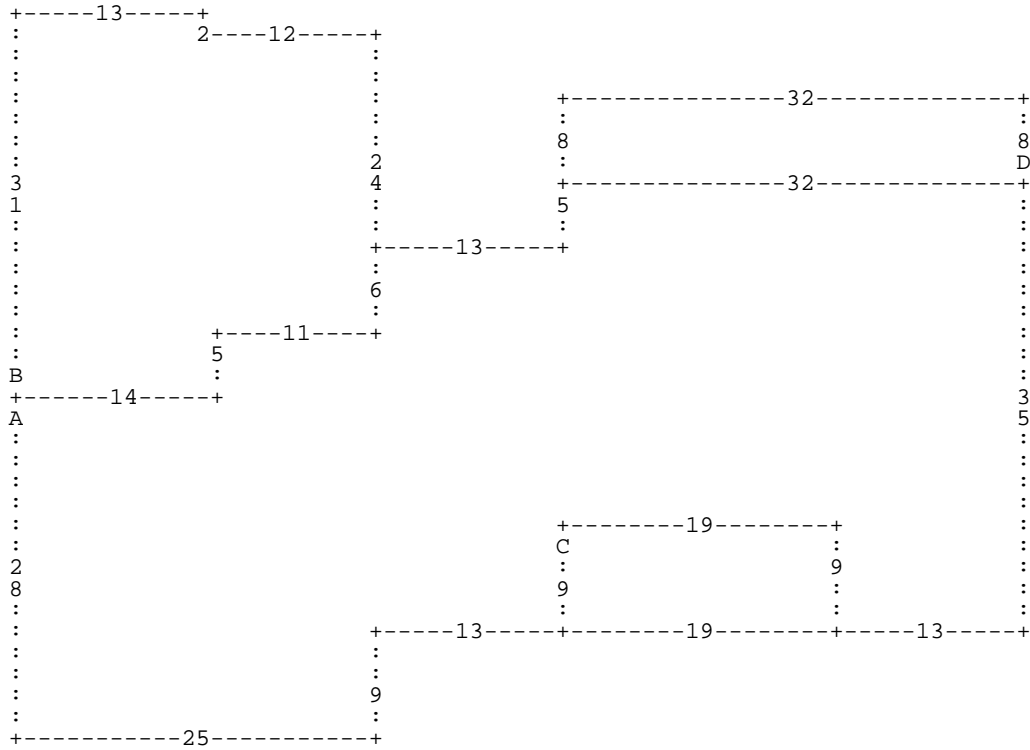 +-----13-----+
:            2----12-----+
:                        :
:                        :
:                        :            +---------------32--------------+
:                        :            :                               :
:                        :            8                               8
:                        2            :                               D
3                        4            +---------------32--------------+
1                        :            5                               :
:                        :            :                               :
:                        +-----13-----+                               :
:                        :                                            :
:                        6                                            :
:                        :                                            :
:             +----11----+                                            :
:             5                                                       :
B             :                                                       :
+------14-----+                                                       3
A                                                                     5
:                                                                     :
:                                                                     :
:                                                                     :
:                                                                     :
:                                     +--------19--------+            :
:                                     C                  :            :
2                                     :                  9            :
8                                     9                  :            :
:                                     :                  :            :
:                        +-----13-----+--------19--------+-----13-----+
:                        :
:                        :
:                        9
:                        :
+-----------25-----------+